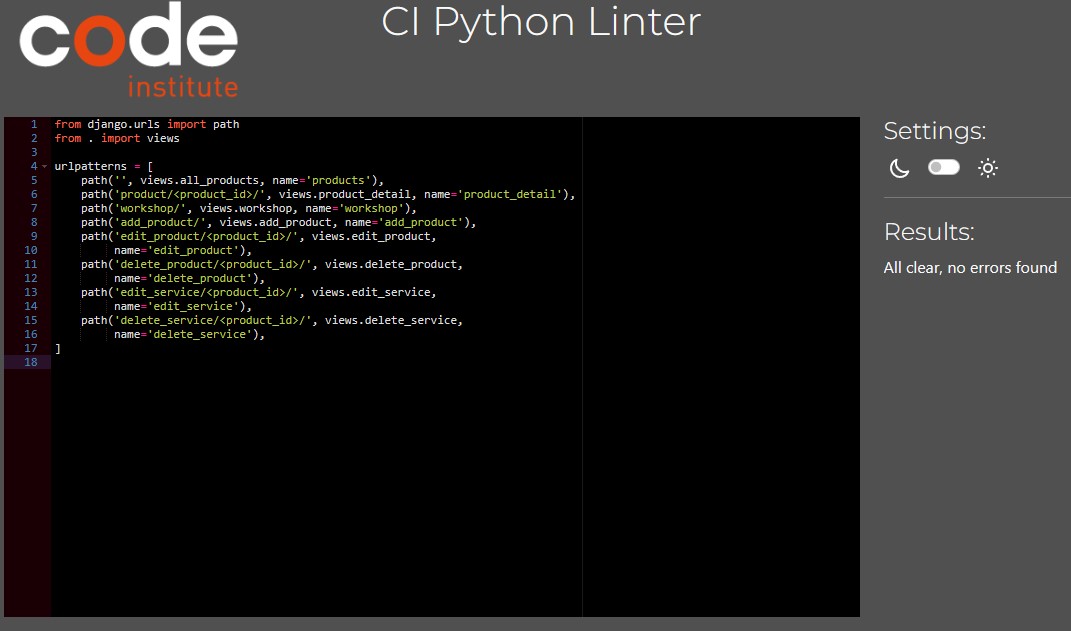 code
institute
CI Python Linter
1 from django.urls import path
2 from . import views
3
4 urlpatterns = [
5     path('', views.all_products, name='products'),
6     path('product/<product_id>/', views.product_detail, name='product_detail'),
7     path('workshop/', views.workshop, name='workshop'),
8     path('add_product/', views.add_product, name='add_product'),
9     path('edit_product/<product_id>/', views.edit_product,
10          name='edit_product'),
11     path('delete_product/<product_id>/', views.delete_product,
12          name='delete_product'),
13     path('edit_service/<product_id>/', views.edit_service,
14          name='edit_service'),
15     path('delete_service/<product_id>/', views.delete_service,
16          name='delete_service'),
17 ]
18
Settings:
Results:
All clear, no errors found